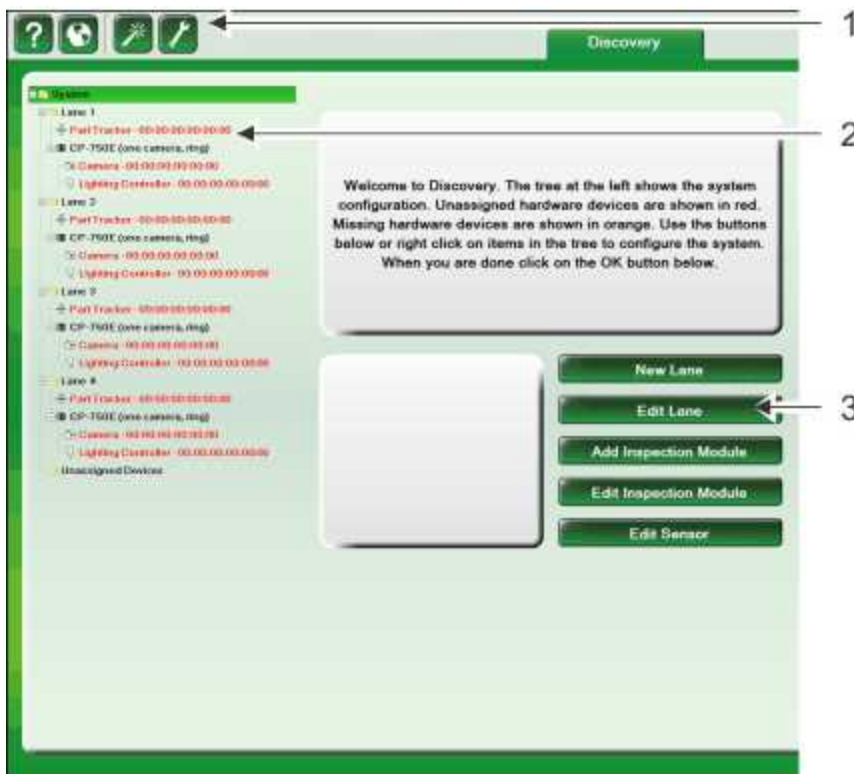 ?
1
Discovery
System
Lane 1
Part Tracker - 00:00:00:00:00:00
2
CP-750E (one camera, ring)
Camera - 00:00:00:00:00:00
Lighting Controller - 00:00:00:00:00:00
Lane 2
Part Tracker - 00:00:00:00:00:00
CP-750E (one camera, ring)
Camera - 00:00:00:00:00:00
Lighting Controller - 00:00:00:00:00:00
Lane 3
Part Tracker - 00:00:00:00:00:00
CP-750E (one camera, ring)
Camera - 00:00:00:00:00:00
Lighting Controller - 00:00:00:00:00:00
Lane 4
Part Tracker - 00:00:00:00:00:00
CP-750E (one camera, ring)
Camera - 00:00:00:00:00:00
Lighting Controller - 00:00:00:00:00:00
Unassigned Devices
Welcome to Discovery. The tree at the left shows the system
configuration. Unassigned hardware devices are shown in red.
Missing hardware devices are shown in orange. Use the buttons
below or right click on items in the tree to configure the system.
When you are done click on the OK button below.
New Lane
Edit Lane
3
Add Inspection Module
Edit Inspection Module
Edit Sensor